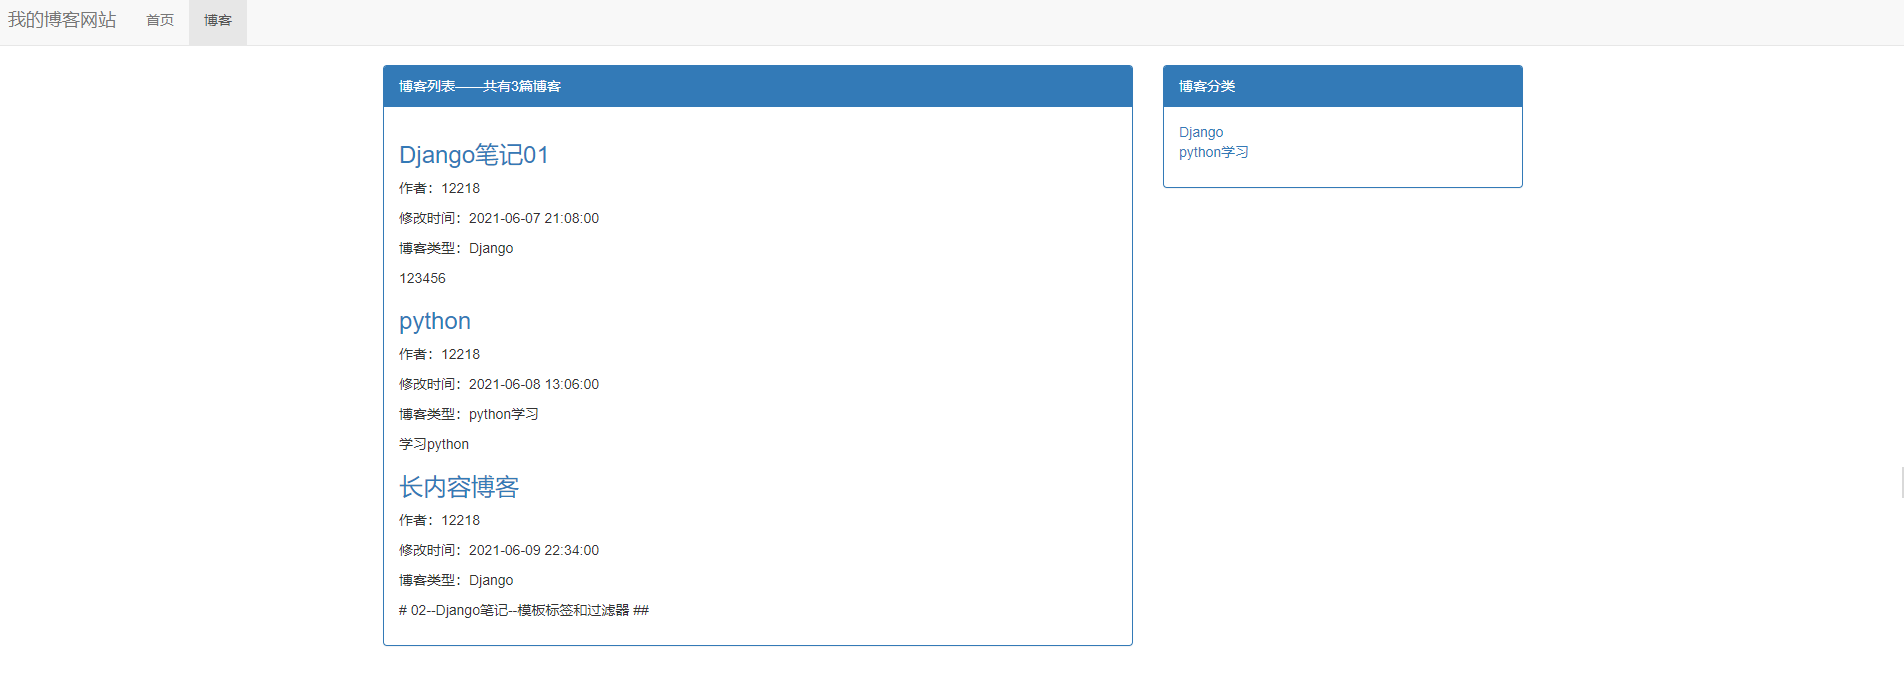 我的博客网站 首页 博客
博客列表——共有3篇博客
Django笔记01
作者：12218
修改时间：2021-06-07 21:08:00
博客类型：Django
123456
python
作者：12218
修改时间：2021-06-08 13:06:00
博客类型：python学习
学习python
长内容博客
作者：12218
修改时间：2021-06-09 22:34:00
博客类型：Django
# 02--Django笔记--模板标签和过滤器 ##
博客分类
Django
python学习